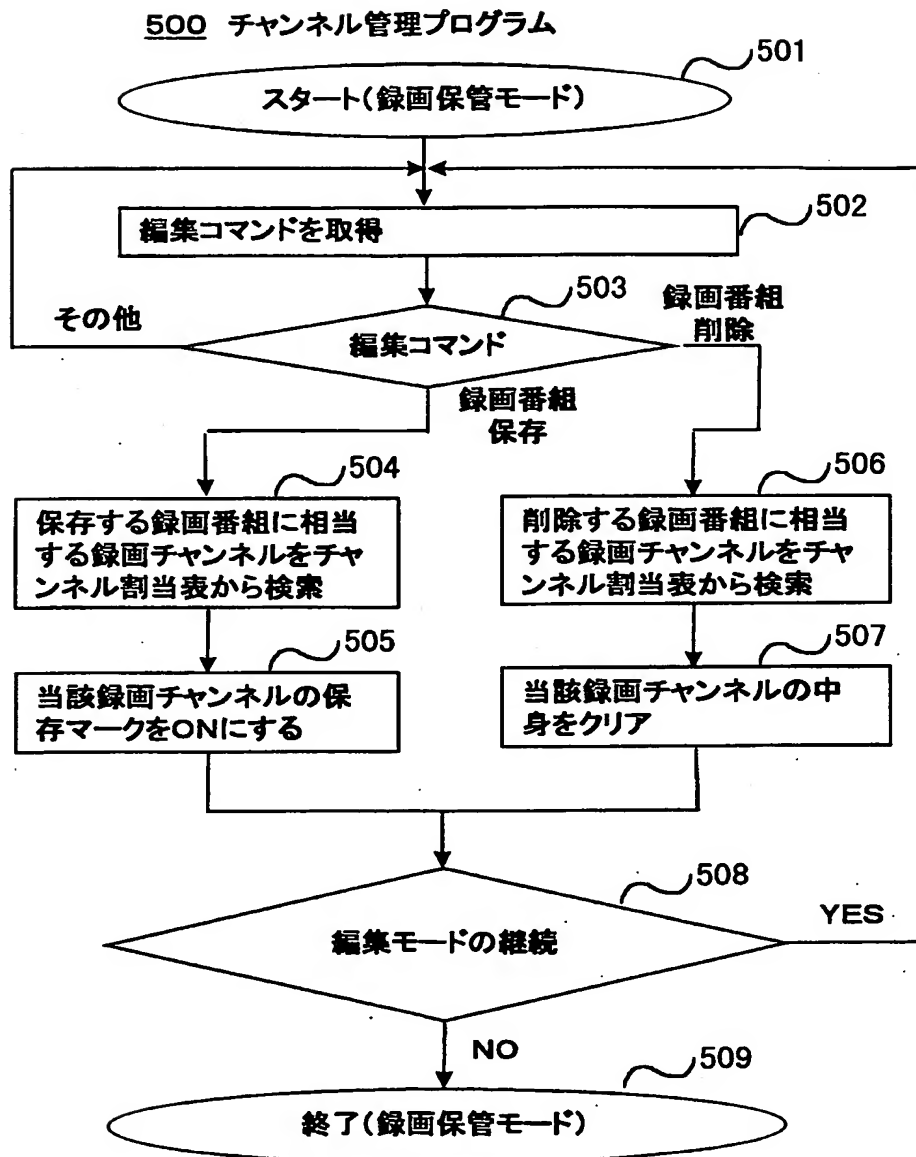 500 チャンネル管理プログラム
501
スタート(録画保管モード)
編集コマンドを取得
502
503
その他
編集コマンド
録画番組
削除
録画番組
保存
504
保存する録画番組に相当
する録画チャンネルをチャ
ンネル割当表から検索
506
削除する録画番組に相当
する録画チャンネルをチャ
ンネル割当表から検索
505
当該録画チャンネルの保
存マークをONにする
507
当該録画チャンネルの中
身をクリア
508
編集モードの継続
YES
NO
509
終了(録画保管モード)